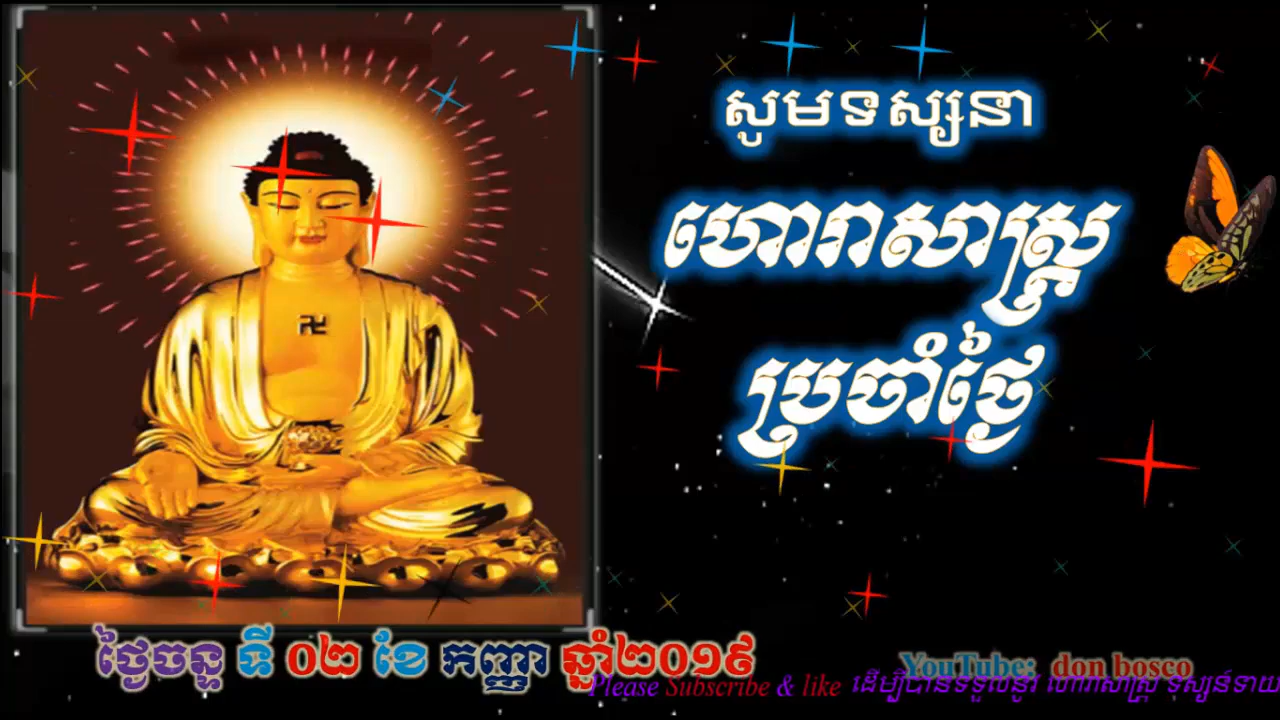 សូមទស្សនា
ហោរាសាស្ត្រ
ប្រចាំថ្ងៃ
ថ្ងៃចន្ទ ទី ០២ ខែ កញ្ញា ឆ្នាំ២០១៩
YouTube: don bosco
Please Subscribe & like ដើម្បីបានទទួលនូវ ហោរាសាស្ត្រ ទស្សន៍ទាយ